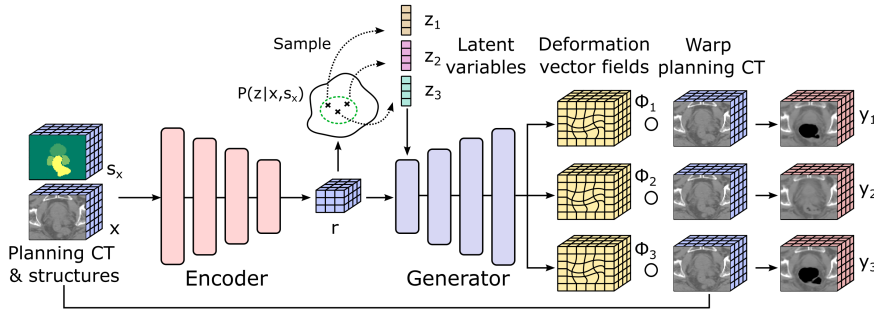 Sample
P(z|x,sₓ)
z₁
z₂
z₃
Latent
variables
Deformation
vector fields
Warp
planning CT
sₓ
x
Planning CT
& structures
Encoder
r
Generator
Φ₁
Φ₂
Φ₃
y₁
y₂
y₃